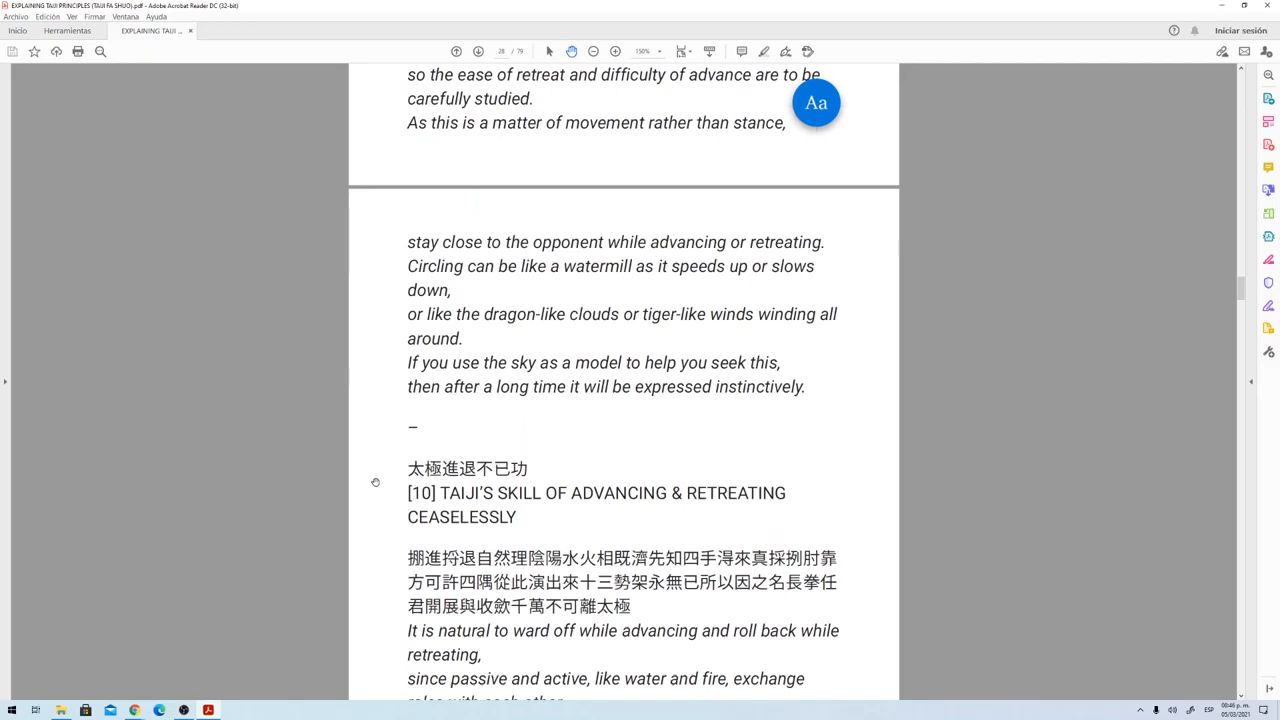 EXPLAINING TAIJI PRINCIPLES (TAIJI FA SHUO).pdf - Adobe Acrobat Reader DC (32-bit)
Archivo Edición Ver Firmar Ventana Ayuda
Inicio Herramientas EXPLAINING TAIJI ... × Iniciar sesión
28 / 79 150%
so the ease of retreat and difficulty of advance are to be
carefully studied.
Aa
As this is a matter of movement rather than stance,
stay close to the opponent while advancing or retreating.
Circling can be like a watermill as it speeds up or slows
down,
or like the dragon-like clouds or tiger-like winds winding all
around.
If you use the sky as a model to help you seek this,
then after a long time it will be expressed instinctively.
–
太極進退不已功
[10] TAIJI’S SKILL OF ADVANCING & RETREATING
CEASELESSLY
掤進捋退自然理陰陽水火相既濟先知四手淂來真採挒肘靠
方可許四隅從此演出來十三勢架永無已所以因之名長拳任
君開展與收斂千萬不可離太極
It is natural to ward off while advancing and roll back while
retreating,
since passive and active, like water and fire, exchange
roles with each other.
ESP 08:46 p. m.
05/03/2021